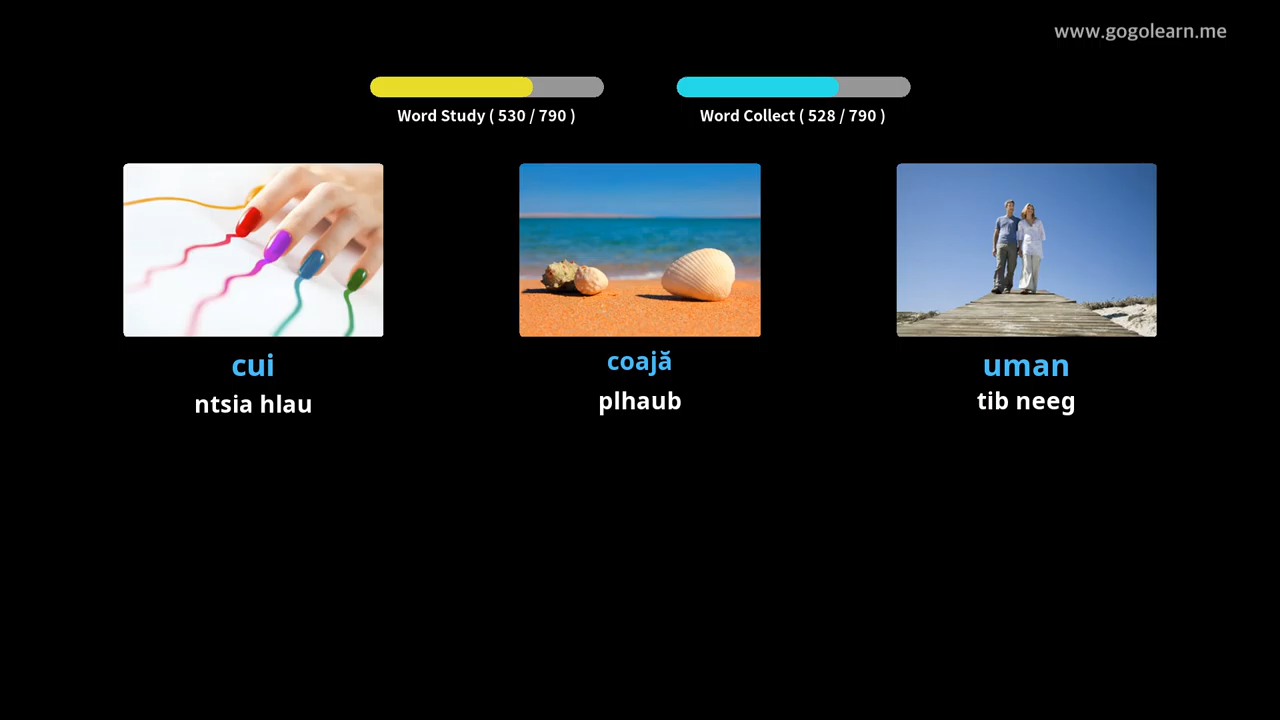 www.gogolearn.me
Word Study ( 530 / 790 )
Word Collect ( 528 / 790 )
cui
ntsia hlau
coajă
plhaub
uman
tib neeg